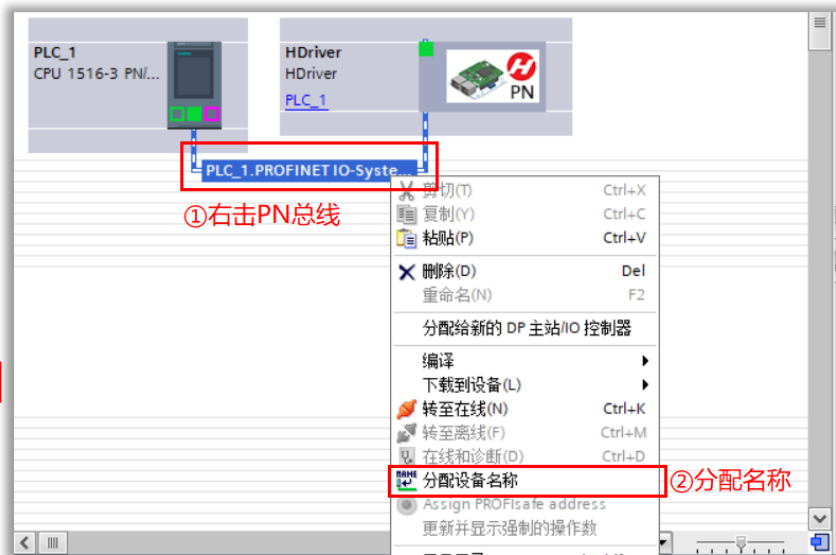 PLC_1
CPU 1516-3 PN/...
HDriver
HDriver
PLC_1
PN
PLC_1.PROFINET IO-Syste...
①右击PN总线
剪切(T) Ctrl+X
复制(Y) Ctrl+C
粘贴(P) Ctrl+V
删除(D) Del
重命名(N) F2
分配给新的 DP 主站/IO 控制器
编译
下载到设备(L)
转至在线(N) Ctrl+K
转至离线(F) Ctrl+M
在线和诊断(D) Ctrl+D
NAME 分配设备名称
②分配名称
Assign PROFIsafe address
更新并显示强制的操作数